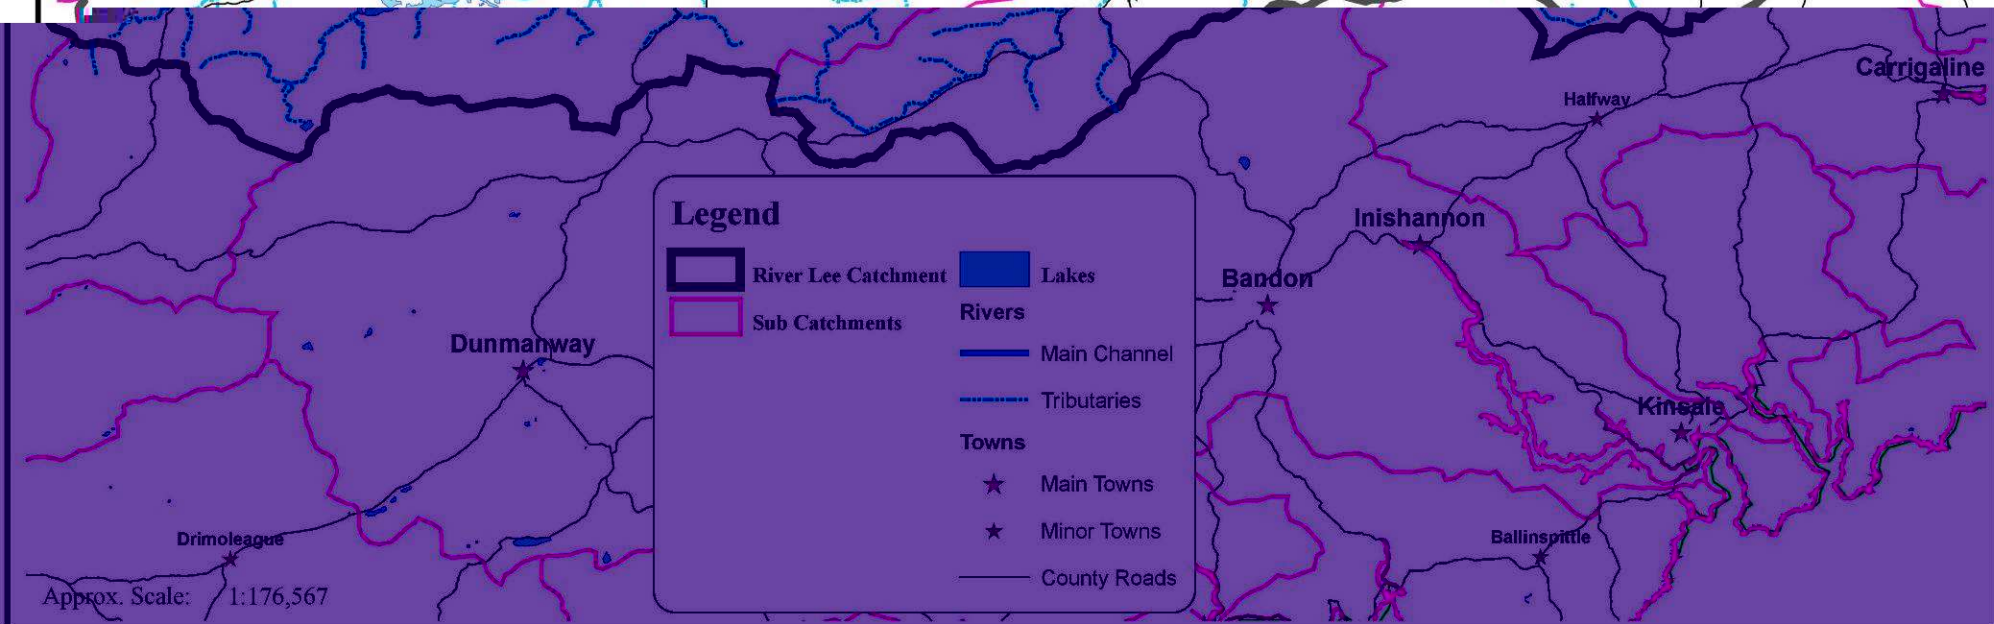 Carrigaline
Halfway
Inishannon
Bandon
Dunmanway
Kinsale
Drimoleague
Ballinspittle
Legend
River Lee Catchment
Sub Catchments
Lakes
Rivers
Main Channel
Tributaries
Towns
Main Towns
Minor Towns
County Roads
Approx. Scale: 1:176,567